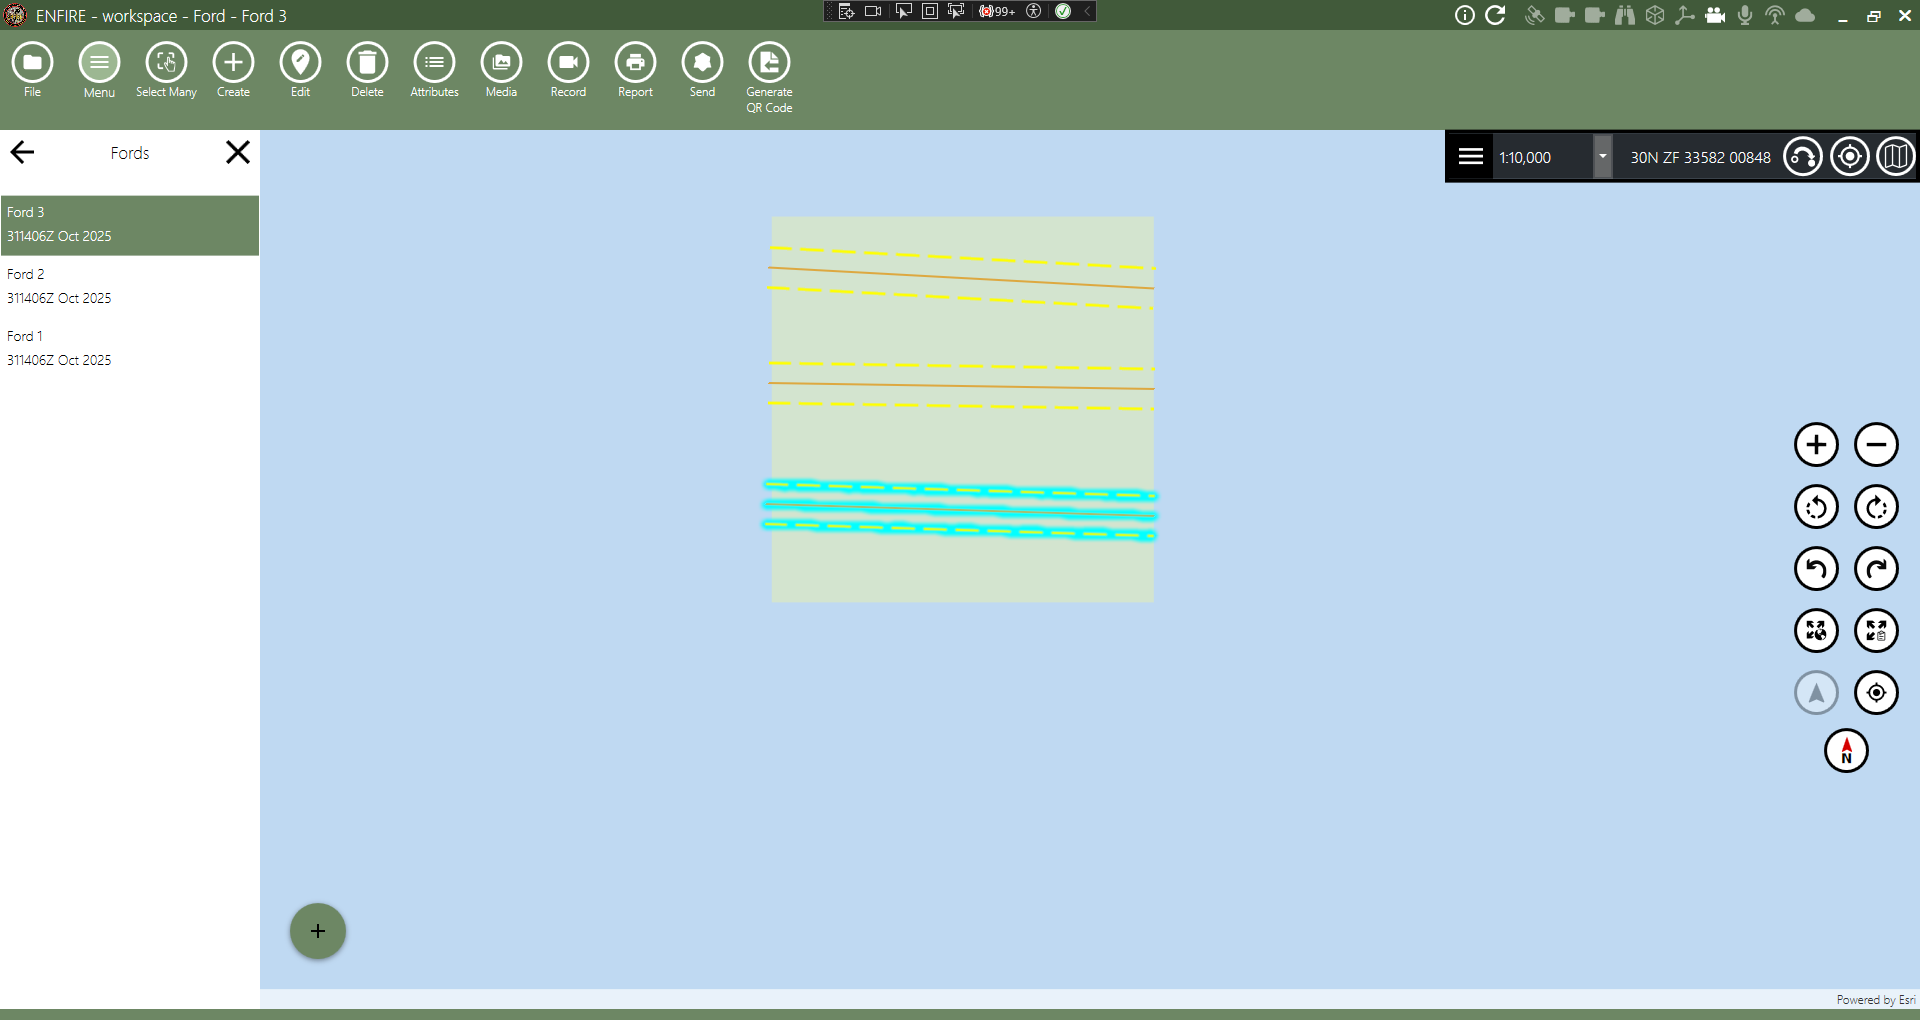 ENFIRE - workspace - Ford - Ford 3
99+
File
Menu
Select Many
Create
Edit
Delete
Attributes
Media
Record
Report
Send
Generate
QR Code
Fords
1:10,000
30N ZF 33582 00848
Ford 3
311406Z Oct 2025
Ford 2
311406Z Oct 2025
Ford 1
311406Z Oct 2025
N
Powered by Esri